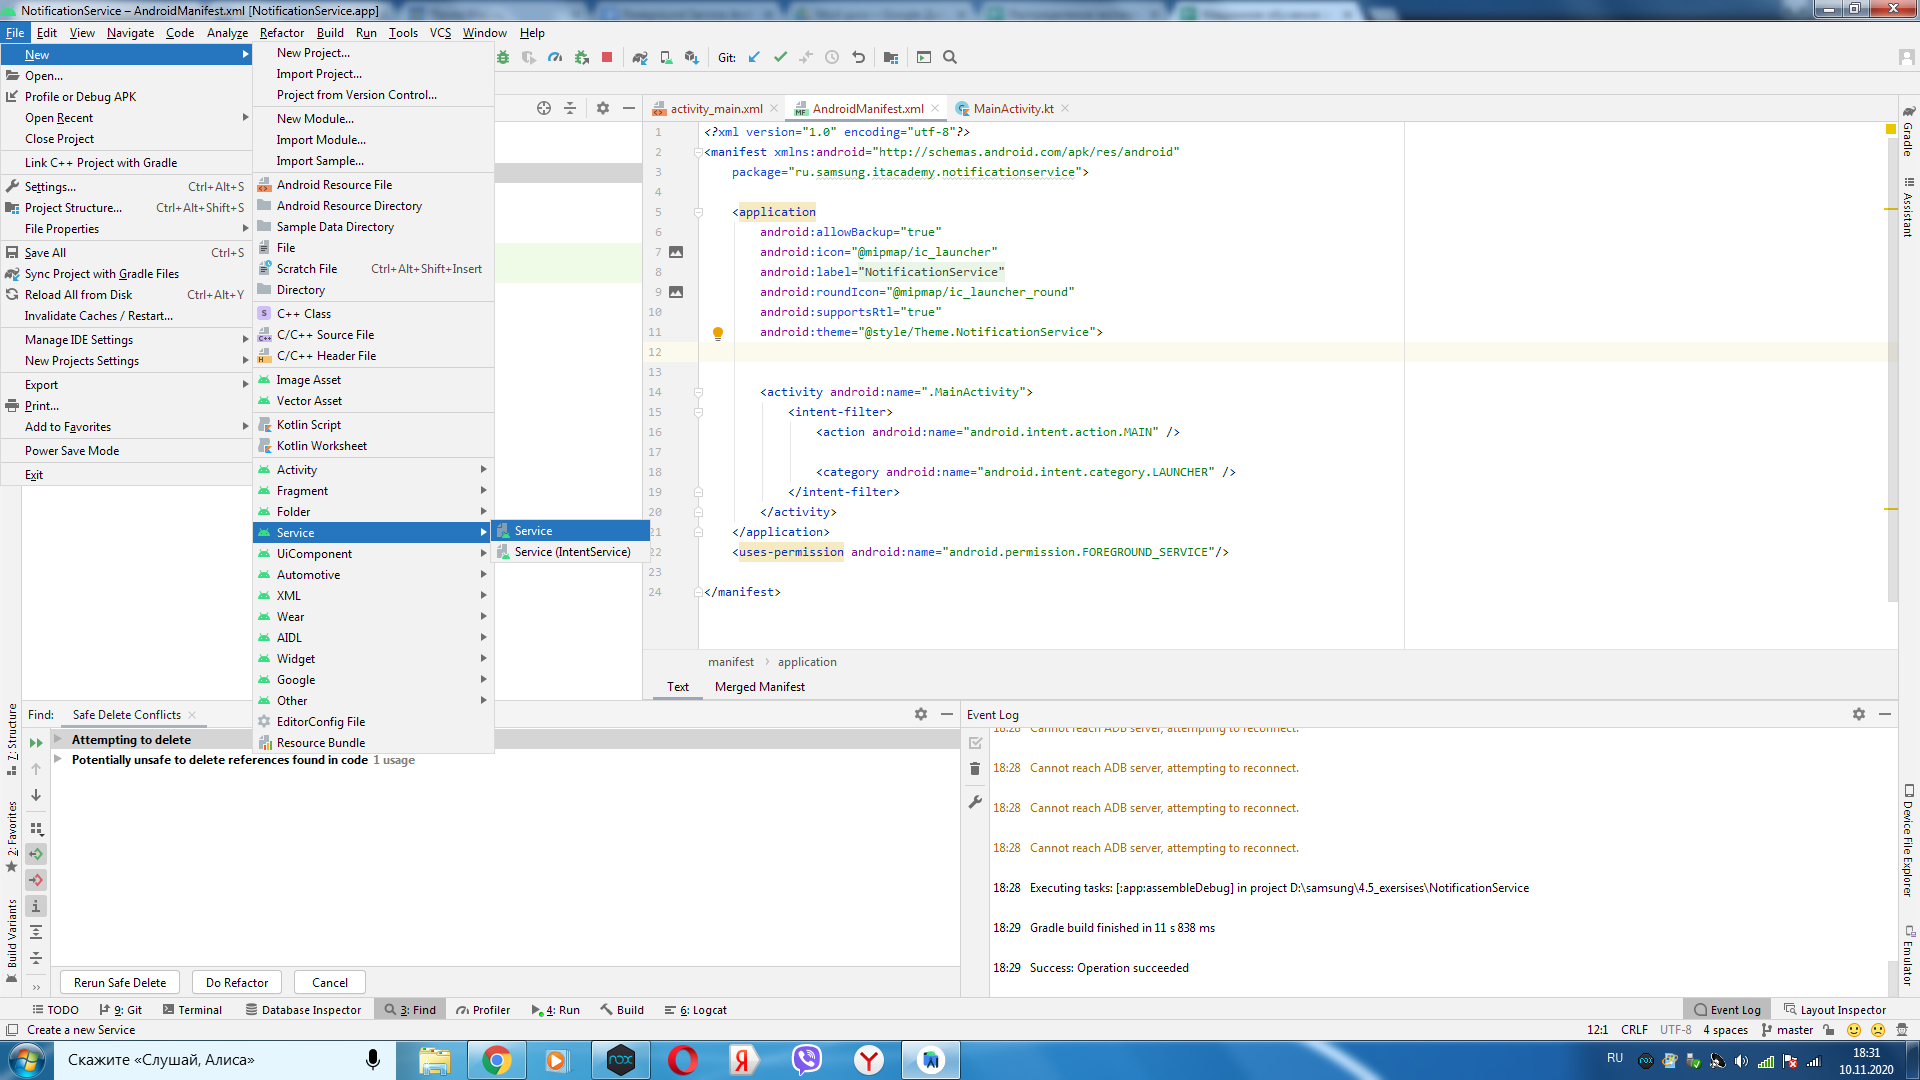 NotificationService – AndroidManifest.xml [NotificationService.app]
File Edit View Navigate Code Analyze Refactor Build Run Tools VCS Window Help
New
Open...
Profile or Debug APK
Open Recent
Close Project
Link C++ Project with Gradle
Settings... Ctrl+Alt+S
Project Structure... Ctrl+Alt+Shift+S
File Properties
Save All Ctrl+S
Sync Project with Gradle Files
Reload All from Disk Ctrl+Alt+Y
Invalidate Caches / Restart...
Manage IDE Settings
New Projects Settings
Export
Print...
Add to Favorites
Power Save Mode
Exit
New Project...
Import Project...
Project from Version Control...
New Module...
Import Module...
Import Sample...
Android Resource File
Android Resource Directory
Sample Data Directory
File
Scratch File Ctrl+Alt+Shift+Insert
Directory
C++ Class
C/C++ Source File
C/C++ Header File
Image Asset
Vector Asset
Kotlin Script
Kotlin Worksheet
Activity
Fragment
Folder
Service
UiComponent
Automotive
XML
Wear
AIDL
Widget
Google
Other
EditorConfig File
Resource Bundle
Service
Service (IntentService)
Git:
activity_main.xml AndroidManifest.xml MainActivity.kt
1 <?xml version="1.0" encoding="utf-8"?>
2 <manifest xmlns:android="http://schemas.android.com/apk/res/android"
3 package="ru.samsung.itacademy.notificationservice">
4
5 <application
6 android:allowBackup="true"
7 android:icon="@mipmap/ic_launcher"
8 android:label="NotificationService"
9 android:roundIcon="@mipmap/ic_launcher_round"
10 android:supportsRtl="true"
11 android:theme="@style/Theme.NotificationService">
12
13
14 <activity android:name=".MainActivity">
15 <intent-filter>
16 <action android:name="android.intent.action.MAIN" />
17
18 <category android:name="android.intent.category.LAUNCHER" />
19 </intent-filter>
20 </activity>
21 </application>
22 <uses-permission android:name="android.permission.FOREGROUND_SERVICE"/>
23
24 </manifest>
manifest › application
Text Merged Manifest
Gradle
Assistant
Device File Explorer
Emulator
7: Structure
2: Favorites
Build Variants
Find: Safe Delete Conflicts
Attempting to delete
Potentially unsafe to delete references found in code 1 usage
Rerun Safe Delete Do Refactor Cancel
Event Log
18:28 Cannot reach ADB server, attempting to reconnect.
18:28 Cannot reach ADB server, attempting to reconnect.
18:28 Cannot reach ADB server, attempting to reconnect.
18:28 Cannot reach ADB server, attempting to reconnect.
18:28 Executing tasks: [:app:assembleDebug] in project D:\samsung\4.5_exersises\NotificationService
18:29 Gradle build finished in 11 s 838 ms
18:29 Success: Operation succeeded
TODO 9: Git Terminal Database Inspector 3: Find Profiler 4: Run Build 6: Logcat Event Log Layout Inspector
Create a new Service 12:1 CRLF UTF-8 4 spaces master
Скажите «Слушай, Алиса»
nox
RU
18:31
10.11.2020